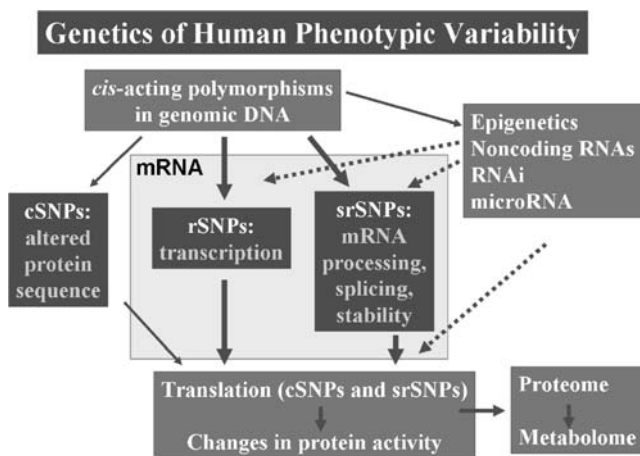 Genetics of Human Phenotypic Variability
cis-acting polymorphisms
in genomic DNA
Epigenetics
Noncoding RNAs
RNAi
microRNA
mRNA
cSNPs:
altered
protein
sequence
rSNPs:
transcription
srSNPs:
mRNA
processing,
splicing,
stability
Translation (cSNPs and srSNPs)
Changes in protein activity
Proteome
Metabolome